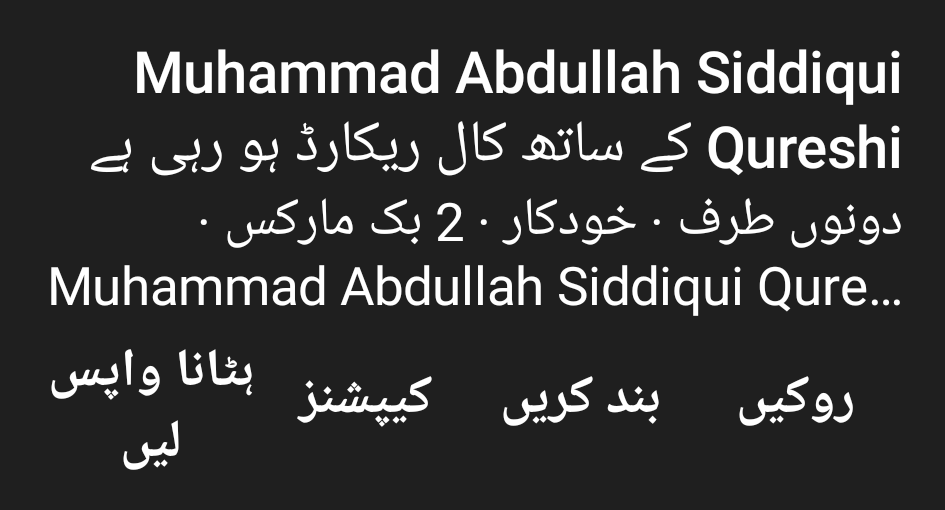 Muhammad Abdullah Siddiqui
Qureshi کے ساتھ کال ریکارڈ ہو رہی ہے
دونوں طرف · خودکار · 2 بک مارکس ·
Muhammad Abdullah Siddiqui Qure...
روکیں
بند کریں
کیپشنز
ہٹانا واپس
لیں